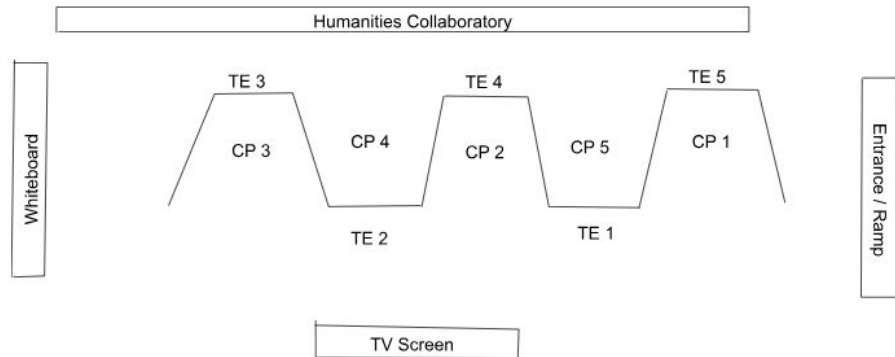 Humanities Collaboratory
TE 3
TE 4
TE 5
Whiteboard
CP 3
CP 4
CP 2
CP 5
CP 1
Entrance / Ramp
TE 2
TE 1
TV Screen